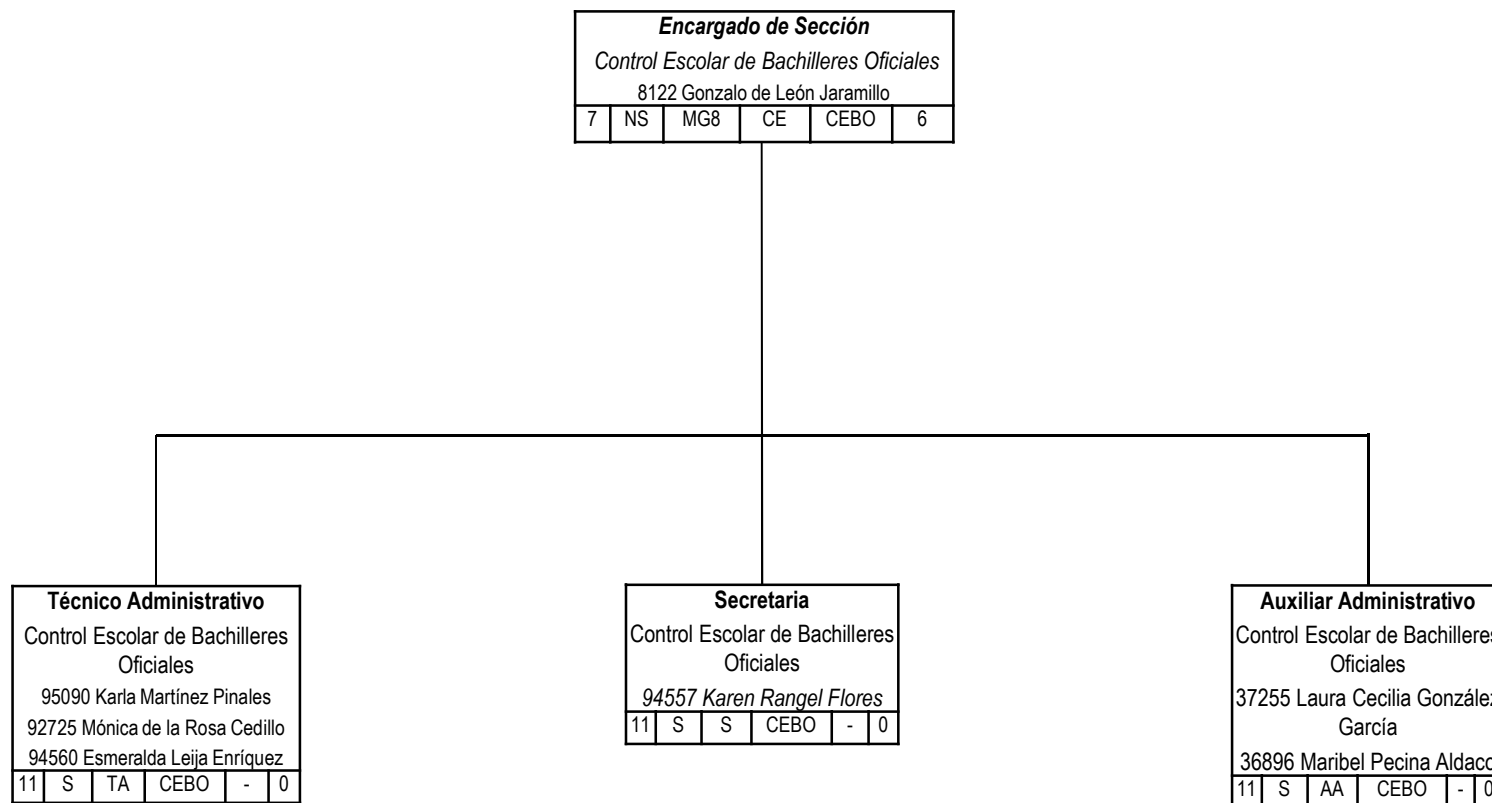 Encargado de Sección
Control Escolar de Bachilleres Oficiales
8122 Gonzalo de León Jaramillo
7 NS MG8 CE CEBO 6
Técnico Administrativo
Control Escolar de Bachilleres
Oficiales
95090 Karla Martínez Pinales
92725 Mónica de la Rosa Cedillo
94560 Esmeralda Leija Enríquez
11 S TA CEBO - 0
Secretaria
Control Escolar de Bachilleres
Oficiales
94557 Karen Rangel Flores
11 S S CEBO - 0
Auxiliar Administrativo
Control Escolar de Bachilleres
Oficiales
37255 Laura Cecilia González
García
36896 Maribel Pecina Aldaco
11 S AA CEBO - 0